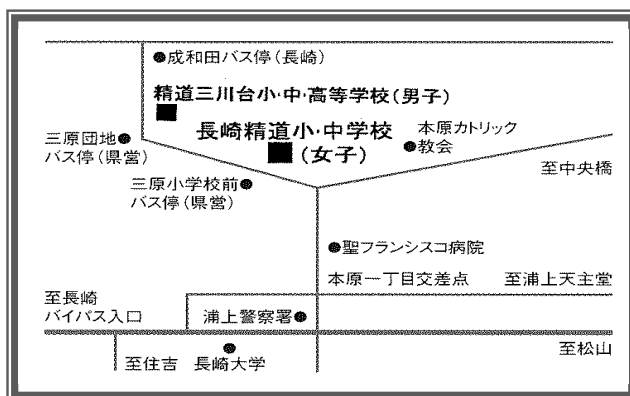 ●成和田バス停(長崎)
精道三川台小・中・高等学校(男子)
長崎精道小・中学校
(女子)
本原カトリック
●教会
三原団地●
バス停(県営)
至中央橋
三原小学校前●
バス停(県営)
●聖フランシスコ病院
本原一丁目交差点
至浦上天主堂
至長崎
バイパス入口
浦上警察署●
至松山
至住吉
長崎大学